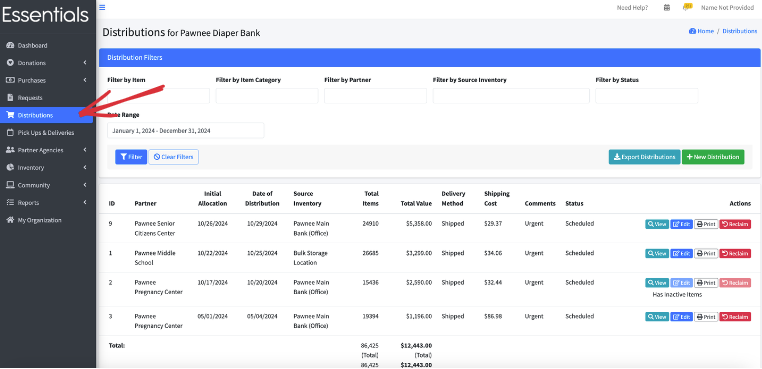 ESSENTIALS
Need Help?
Name Not Provided
Distributions for Pawnee Diaper Bank
Home / Distributions
Dashboard
Donations
Purchases
Requests
Distributions
Pick Ups & Deliveries
Partner Agencies
Inventory
Community
Reports
My Organization
Distribution Filters
Filter by Item Filter by Item Category Filter by Partner Filter by Source Inventory Filter by Status
Date Range
January 1, 2024 - December 31, 2024
Filter Clear Filters Export Distributions New Distribution
ID Partner Initial Allocation Date of Distribution Source Inventory Total Items Total Value Delivery Method Shipping Cost Comments Status Actions
9 Pawnee Senior Citizens Center 10/26/2024 10/29/2024 Pawnee Main Bank (Office) 24910 $5,358.00 Shipped $29.37 Urgent Scheduled View Edit Print Reclaim
1 Pawnee Middle School 10/22/2024 10/25/2024 Bulk Storage Location 26685 $3,299.00 Shipped $34.06 Urgent Scheduled View Edit Print Reclaim
2 Pawnee Pregnancy Center 10/17/2024 10/20/2024 Pawnee Main Bank (Office) 15436 $2,590.00 Shipped $32.44 Urgent Scheduled View Edit Print Reclaim
Has Inactive Items
3 Pawnee Pregnancy Center 05/01/2024 05/04/2024 Pawnee Main Bank (Office) 19394 $1,196.00 Shipped $86.98 Urgent Scheduled View Edit Print Reclaim
Total: 86,425 (Total) $12,443.00 (Total)
86,425 $12,443.00